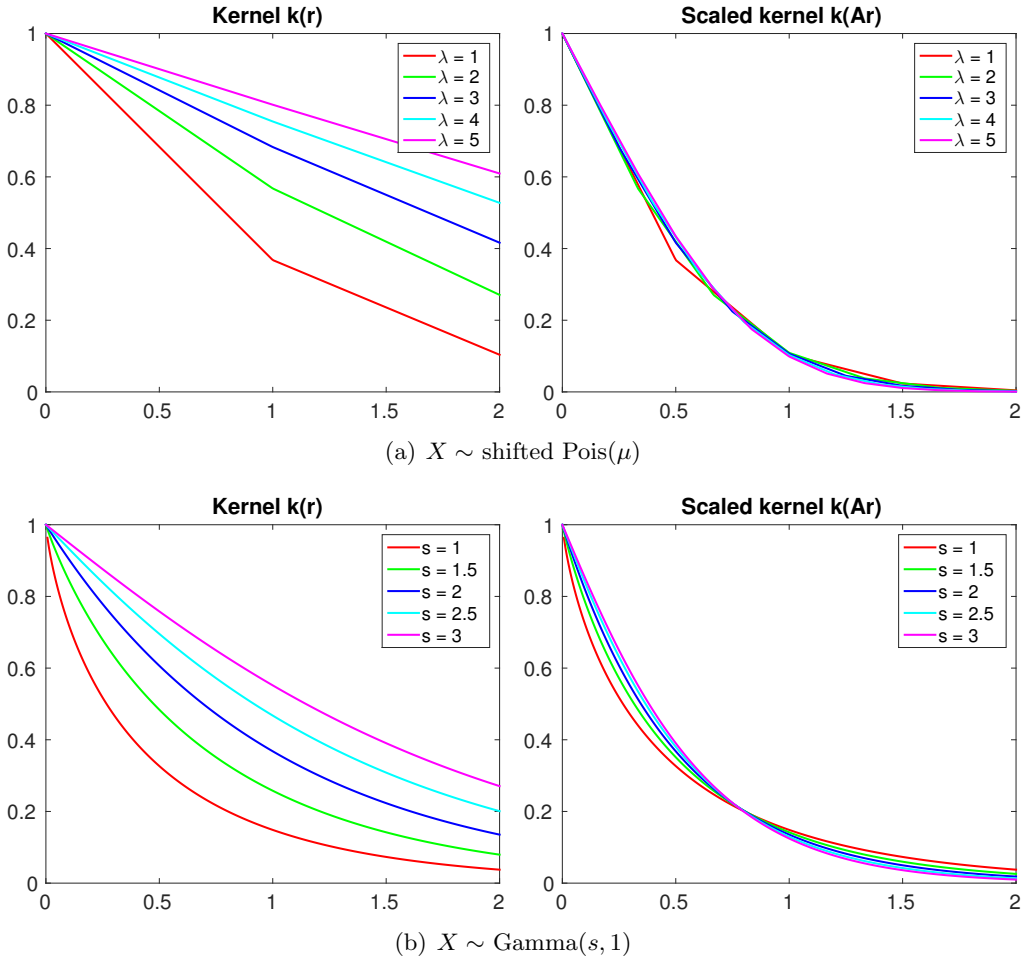 Kernel k(r)
1
0.8
0.6
0.4
0.2
0
0
0.5
1
1.5
2
λ = 1
λ = 2
λ = 3
λ = 4
λ = 5
Scaled kernel k(Ar)
1
0.8
0.6
0.4
0.2
0
0
0.5
1
1.5
2
λ = 1
λ = 2
λ = 3
λ = 4
λ = 5
(a) X ∼ shifted Pois(μ)
Kernel k(r)
1
0.8
0.6
0.4
0.2
0
0
0.5
1
1.5
2
s = 1
s = 1.5
s = 2
s = 2.5
s = 3
Scaled kernel k(Ar)
1
0.8
0.6
0.4
0.2
0
0
0.5
1
1.5
2
s = 1
s = 1.5
s = 2
s = 2.5
s = 3
(b) X ∼ Gamma(s, 1)